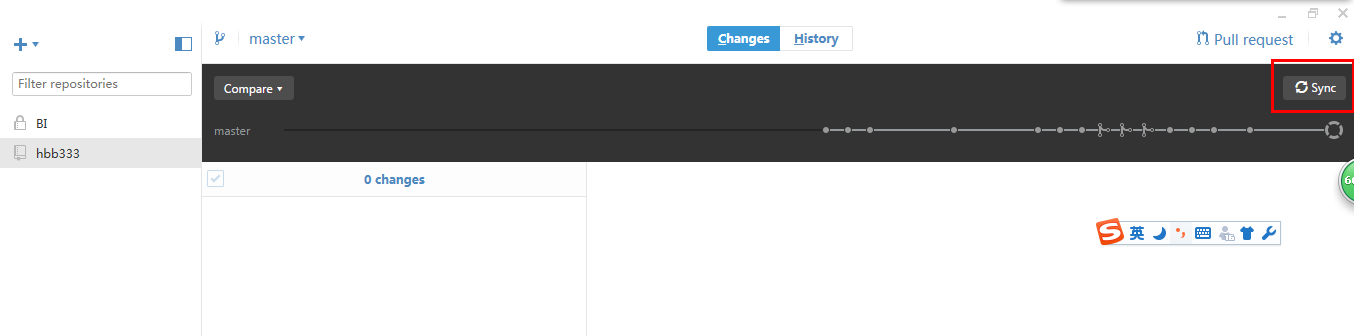 master
Changes
History
Pull request
Filter repositories
Compare
Sync
BI
master
hbb333
0 changes
英